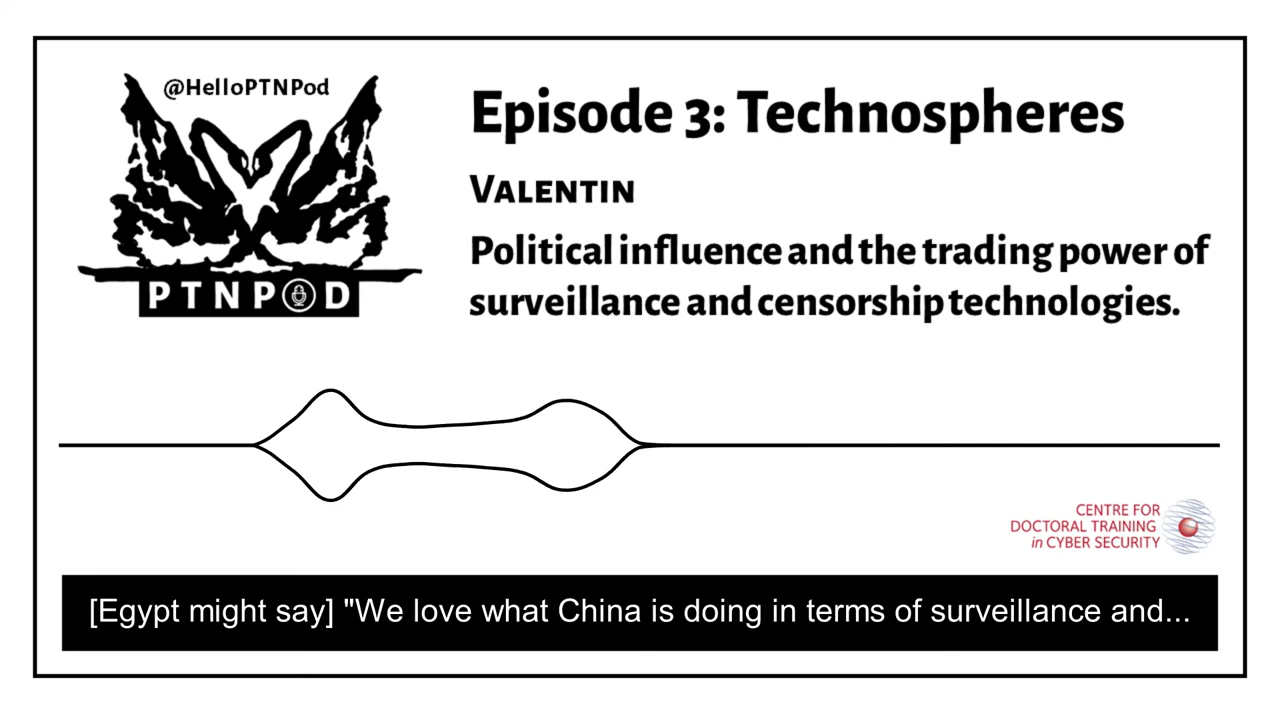 @HelloPTNPod
PTNPOD
Episode 3: Technospheres
VALENTIN
Political influence and the trading power of
surveillance and censorship technologies.
CENTRE FOR
DOCTORAL TRAINING
in CYBER SECURITY
[Egypt might say] "We love what China is doing in terms of surveillance and...